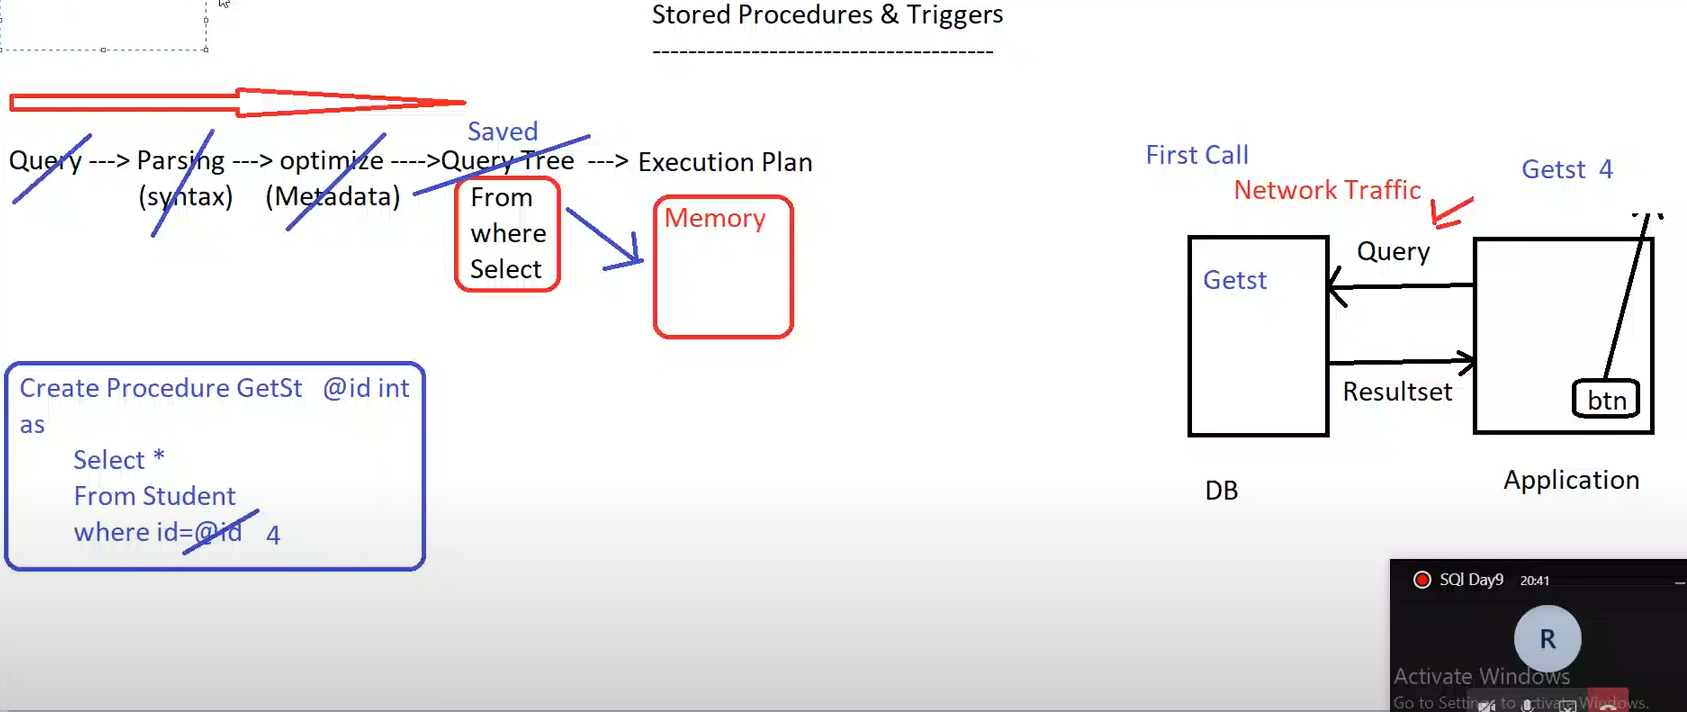 Stored Procedures & Triggers
------------------------------------
Saved
Query ---> Parsing ---> optimize ---->Query Tree ---> Execution Plan
(syntax) (Metadata)
From
where
Select
Memory
Create Procedure GetSt @id int
as
Select *
From Student
where id=@id 4
First Call
Getst 4
Network Traffic
Query
Getst
Resultset
btn
DB
Application
SQl Day9 20:41
R
Activate Windows
Go to Settings to activate Windows.